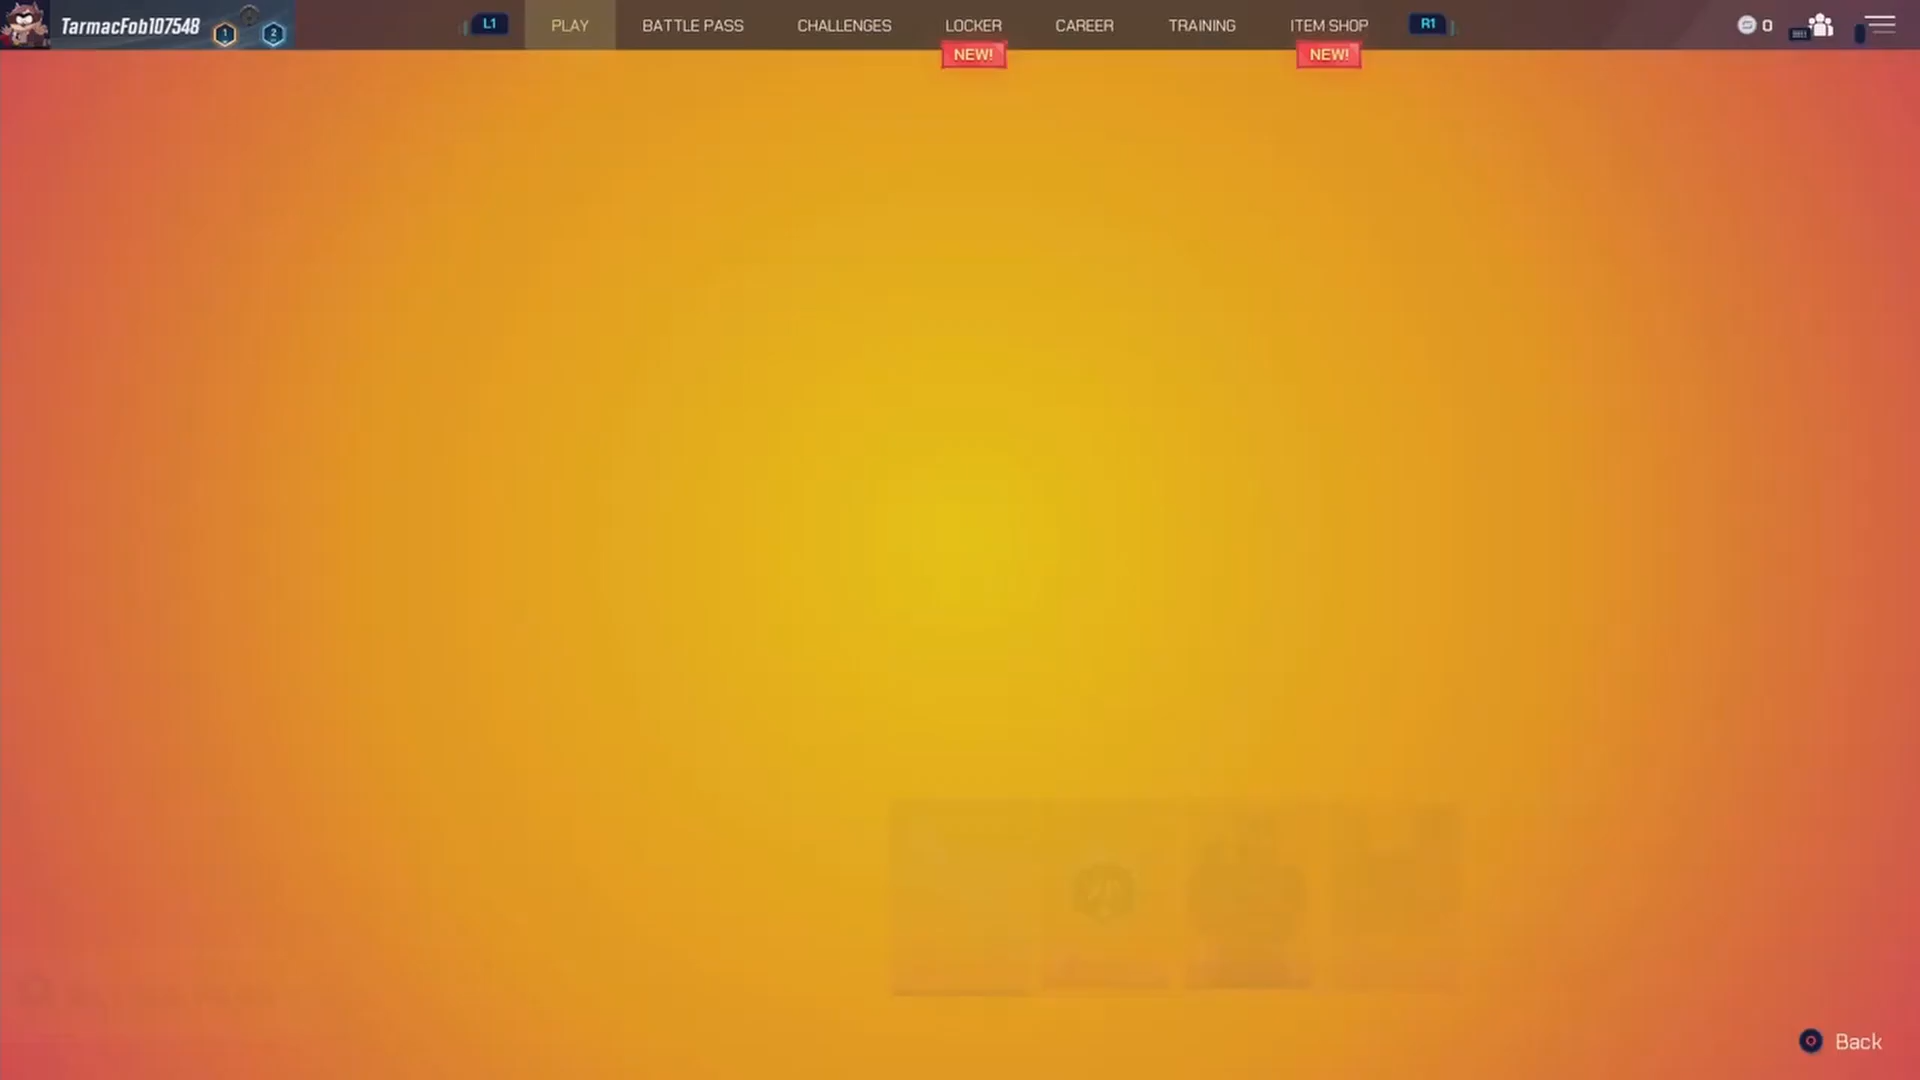 TarmacFob107548 1 2 L1 PLAY BATTLE PASS CHALLENGES LOCKER CAREER TRAINING ITEM SHOP R1 0
NEW! NEW!
Back